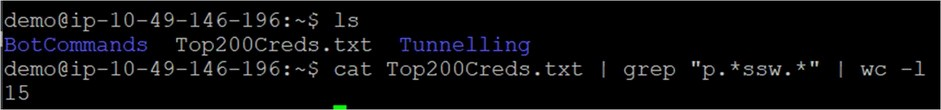 demo@ip-10-49-146-196:~$ ls
BotCommands  Top200Creds.txt  Tunnelling
demo@ip-10-49-146-196:~$ cat Top200Creds.txt | grep "p.*ssw.*" | wc -l
15